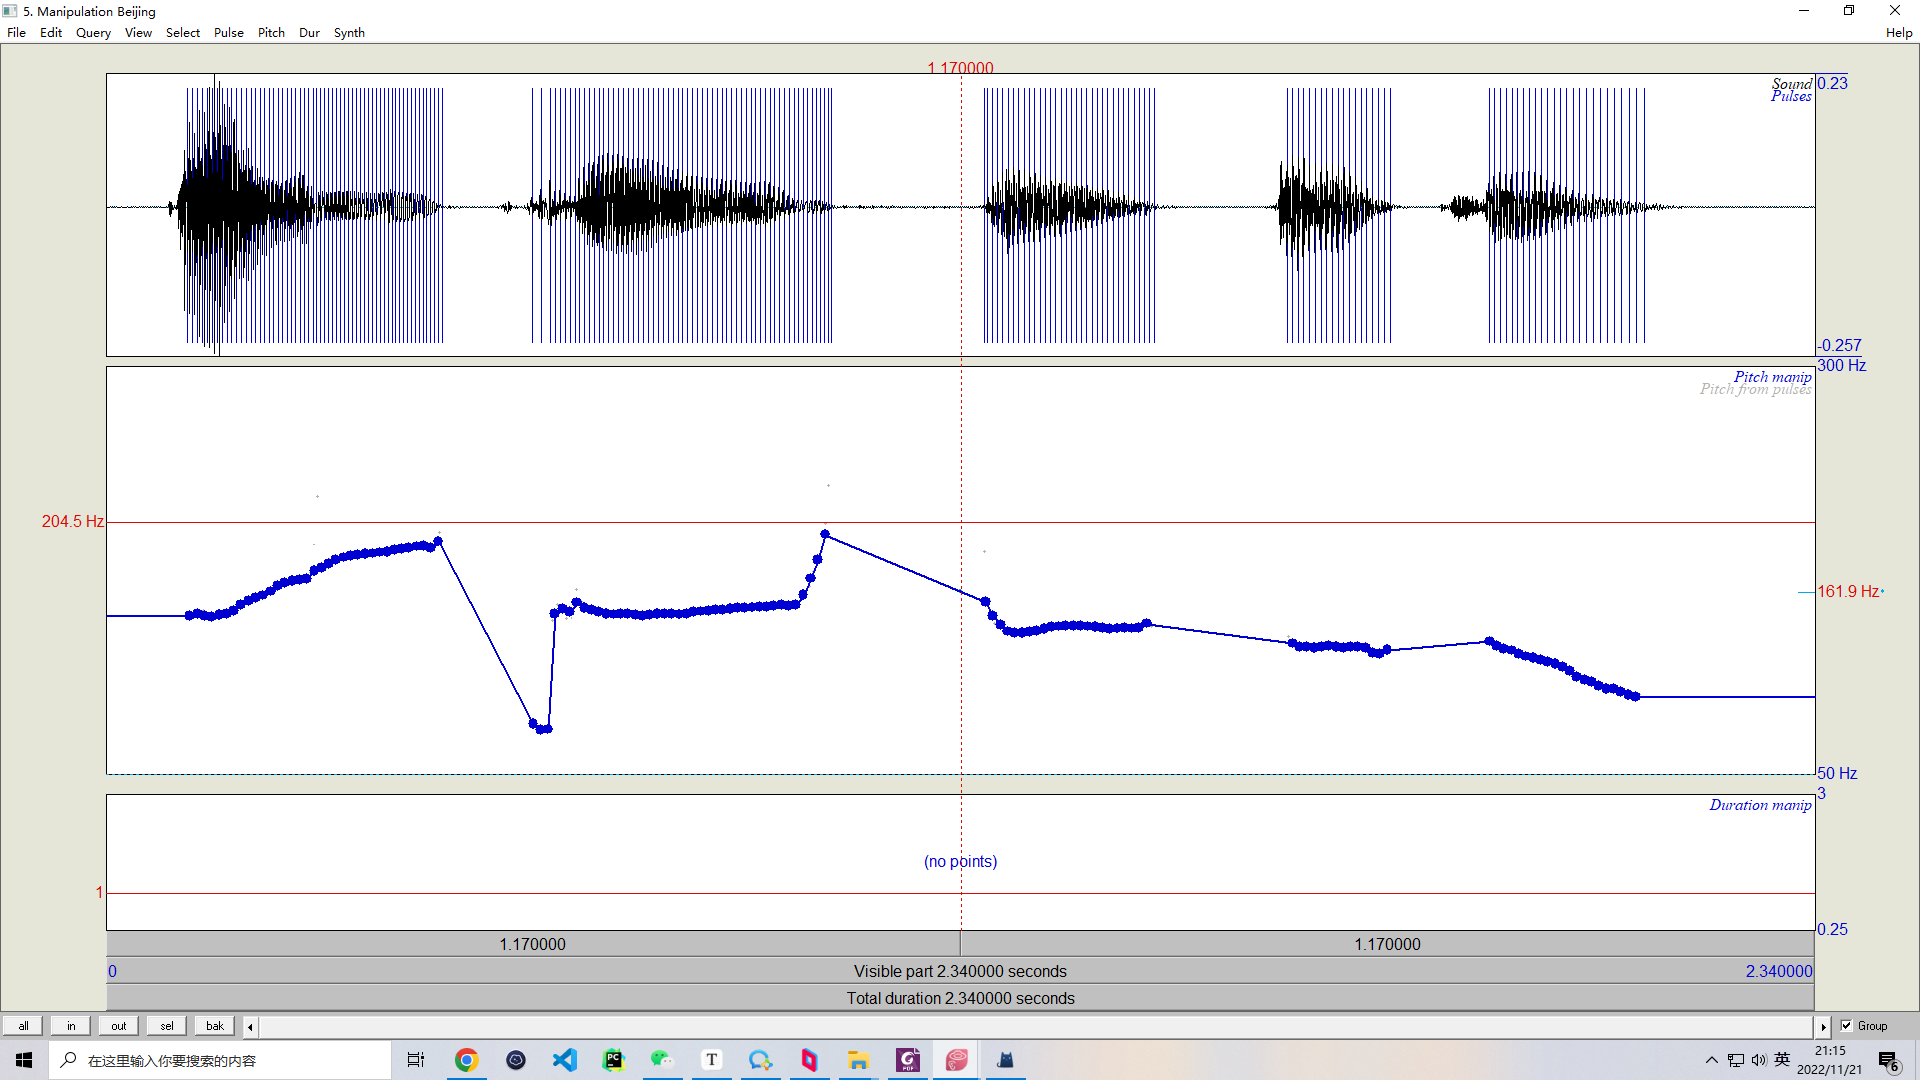 5. Manipulation Beijing
File Edit Query View Select Pulse Pitch Dur Synth Help
1.170000
Sound 0.23
Pulses
-0.257
300 Hz
Pitch manip
Pitch from pulses
204.5 Hz
161.9 Hz
50 Hz
3
Duration manip
(no points)
1
0.25
1.170000 1.170000
0 Visible part 2.340000 seconds 2.340000
Total duration 2.340000 seconds
all in out sel bak Group
在这里输入你要搜索的内容
PC
T
PDF
英
21:15
2022/11/21
6